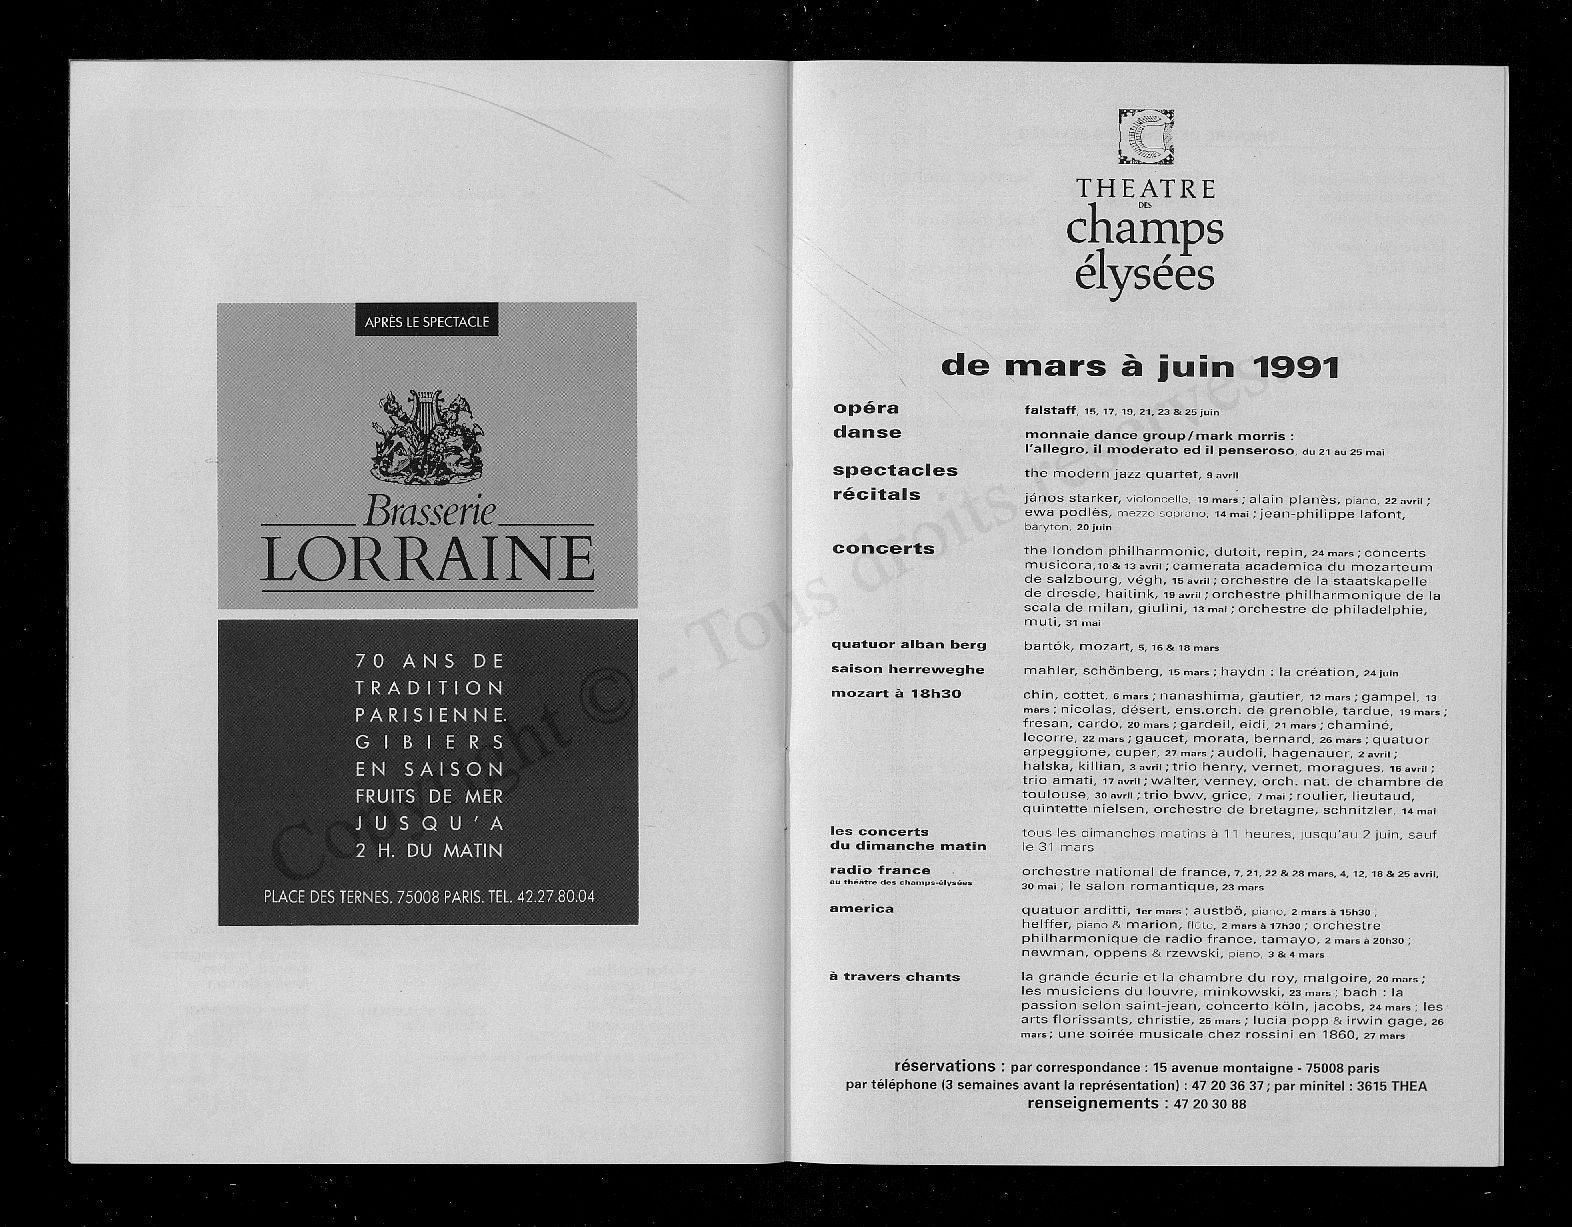 APRÈS LE SPECTACLE
Brasserie
LORRAINE
70 ANS DE
TRADITION
PARISIENNE.
GIBIERS
EN SAISON
FRUITS DE MER
JUSQU'A
2 H. DU MATIN
PLACE DES TERNES. 75008 PARIS. TEL. 42.27.80.04
Copyright © - Tous droits réservés
THEATRE
DES
champs
élysées
de mars à juin 1991
opéra falstaff, 15, 17, 19, 21, 23 & 25 juin
danse monnaie dance group/mark morris :
l'allegro, il moderato ed il penseroso, du 21 au 25 mai
spectacles the modern jazz quartet, 9 avril
récitals jános starker, violoncelle, 19 mars ; alain planès, piano, 22 avril ;
ewa podlès, mezzo soprano, 14 mai ; jean-philippe lafont,
baryton, 20 juin
concerts the london philharmonic, dutoit, repin, 24 mars ; concerts
musicora, 10 & 13 avril ; camerata academica du mozarteum
de salzbourg, végh, 15 avril ; orchestre de la staatskapelle
de dresde, haitink, 19 avril ; orchestre philharmonique de la
scala de milan, giulini, 13 mai ; orchestre de philadelphie,
muti, 31 mai
quatuor alban berg bartók, mozart, 5, 16 & 18 mars
saison herreweghe mahler, schönberg, 15 mars ; haydn : la création, 24 juin
mozart à 18h30 chin, cottet, 6 mars ; nanashima, gautier, 12 mars ; gampel, 13
mars ; nicolas, désert, ens.orch. de grenoble, tardue, 19 mars ;
fresan, cardo, 20 mars ; gardeil, eidi, 21 mars ; chaminé,
lecorre, 22 mars ; gaucet, morata, bernard, 26 mars ; quatuor
arpeggione, cuper, 27 mars ; audoli, hagenauer, 2 avril ;
halska, killian, 3 avril ; trio henry, vernet, moragues, 16 avril ;
trio amati, 17 avril ; walter, verney, orch. nat. de chambre de
toulouse, 30 avril ; trio bwv, grice, 7 mai ; roulier, lieutaud,
quintette nielsen, orchestre de bretagne, schnitzler, 14 mai
les concerts tous les dimanches matins à 11 heures, jusqu'au 2 juin, sauf
du dimanche matin le 31 mars
radio france orchestre national de france, 7, 21, 22 & 28 mars, 4, 12, 18 & 25 avril,
au théâtre des champs-élysées 30 mai ; le salon romantique, 23 mars
america quatuor arditti, 1er mars ; austbö, piano, 2 mars à 15h30 ;
helffer, piano & marion, flûte, 2 mars à 17h30 ; orchestre
philharmonique de radio france, tamayo, 2 mars à 20h30 ;
newman, oppens & rzewski, piano, 3 & 4 mars
à travers chants la grande écurie et la chambre du roy, malgoire, 20 mars ;
les musiciens du louvre, minkowski, 23 mars ; bach : la
passion selon saint-jean, concerto köln, jacobs, 24 mars ; les
arts florissants, christie, 25 mars ; lucia popp & irwin gage, 26
mars ; une soirée musicale chez rossini en 1860, 27 mars
réservations : par correspondance : 15 avenue montaigne - 75008 paris
par téléphone (3 semaines avant la représentation) : 47 20 36 37 ; par minitel : 3615 THEA
renseignements : 47 20 30 88